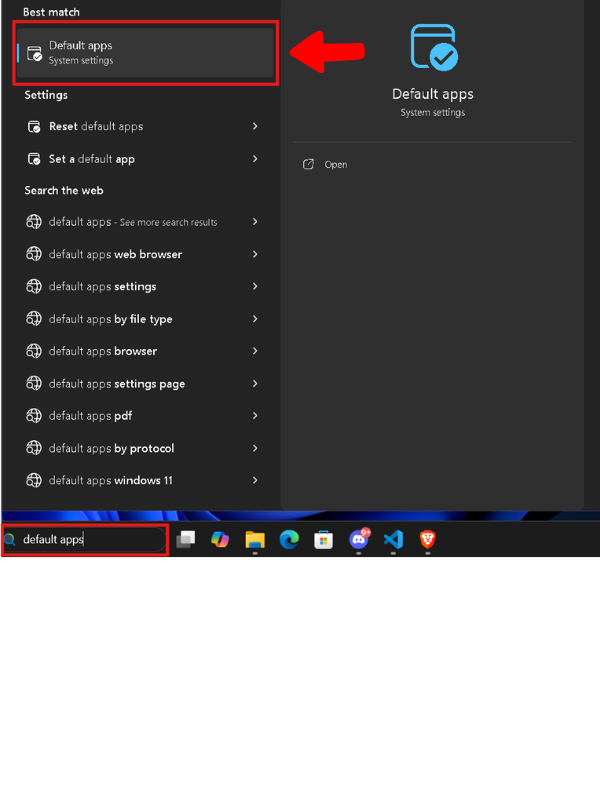 Best match
Default apps
System settings
Settings
Reset default apps
Set a default app
Search the web
default apps - See more search results
default apps web browser
default apps settings
default apps by file type
default apps browser
default apps settings page
default apps pdf
default apps by protocol
default apps windows 11
Default apps
System settings
Open
default apps
9+